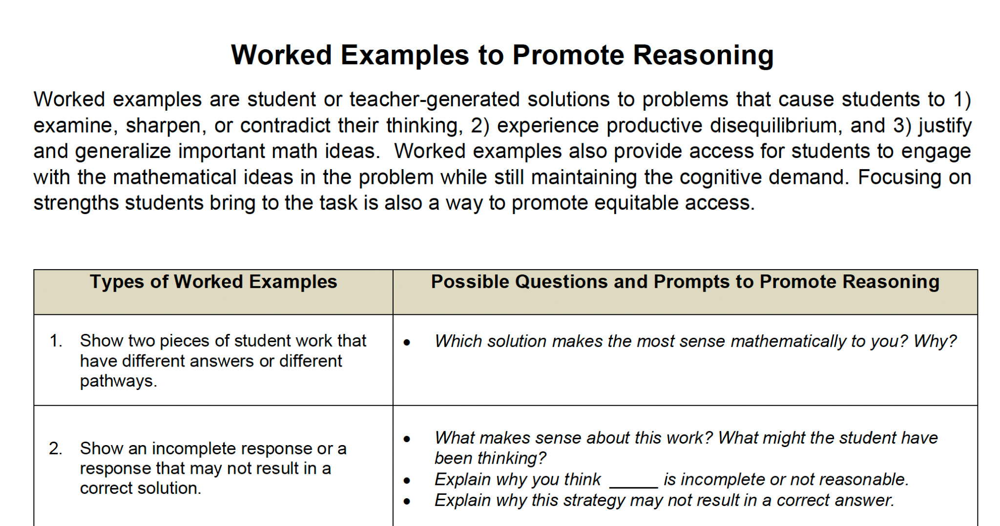 Worked Examples to Promote Reasoning
Worked examples are student or teacher-generated solutions to problems that cause students to 1)
examine, sharpen, or contradict their thinking, 2) experience productive disequilibrium, and 3) justify
and generalize important math ideas.  Worked examples also provide access for students to engage
with the mathematical ideas in the problem while still maintaining the cognitive demand. Focusing on
strengths students bring to the task is also a way to promote equitable access.
Types of Worked Examples
Possible Questions and Prompts to Promote Reasoning
1. Show two pieces of student work that
have different answers or different
pathways.
• Which solution makes the most sense mathematically to you? Why?
2. Show an incomplete response or a
response that may not result in a
correct solution.
• What makes sense about this work? What might the student have
been thinking?
• Explain why you think _____ is incomplete or not reasonable.
• Explain why this strategy may not result in a correct answer.